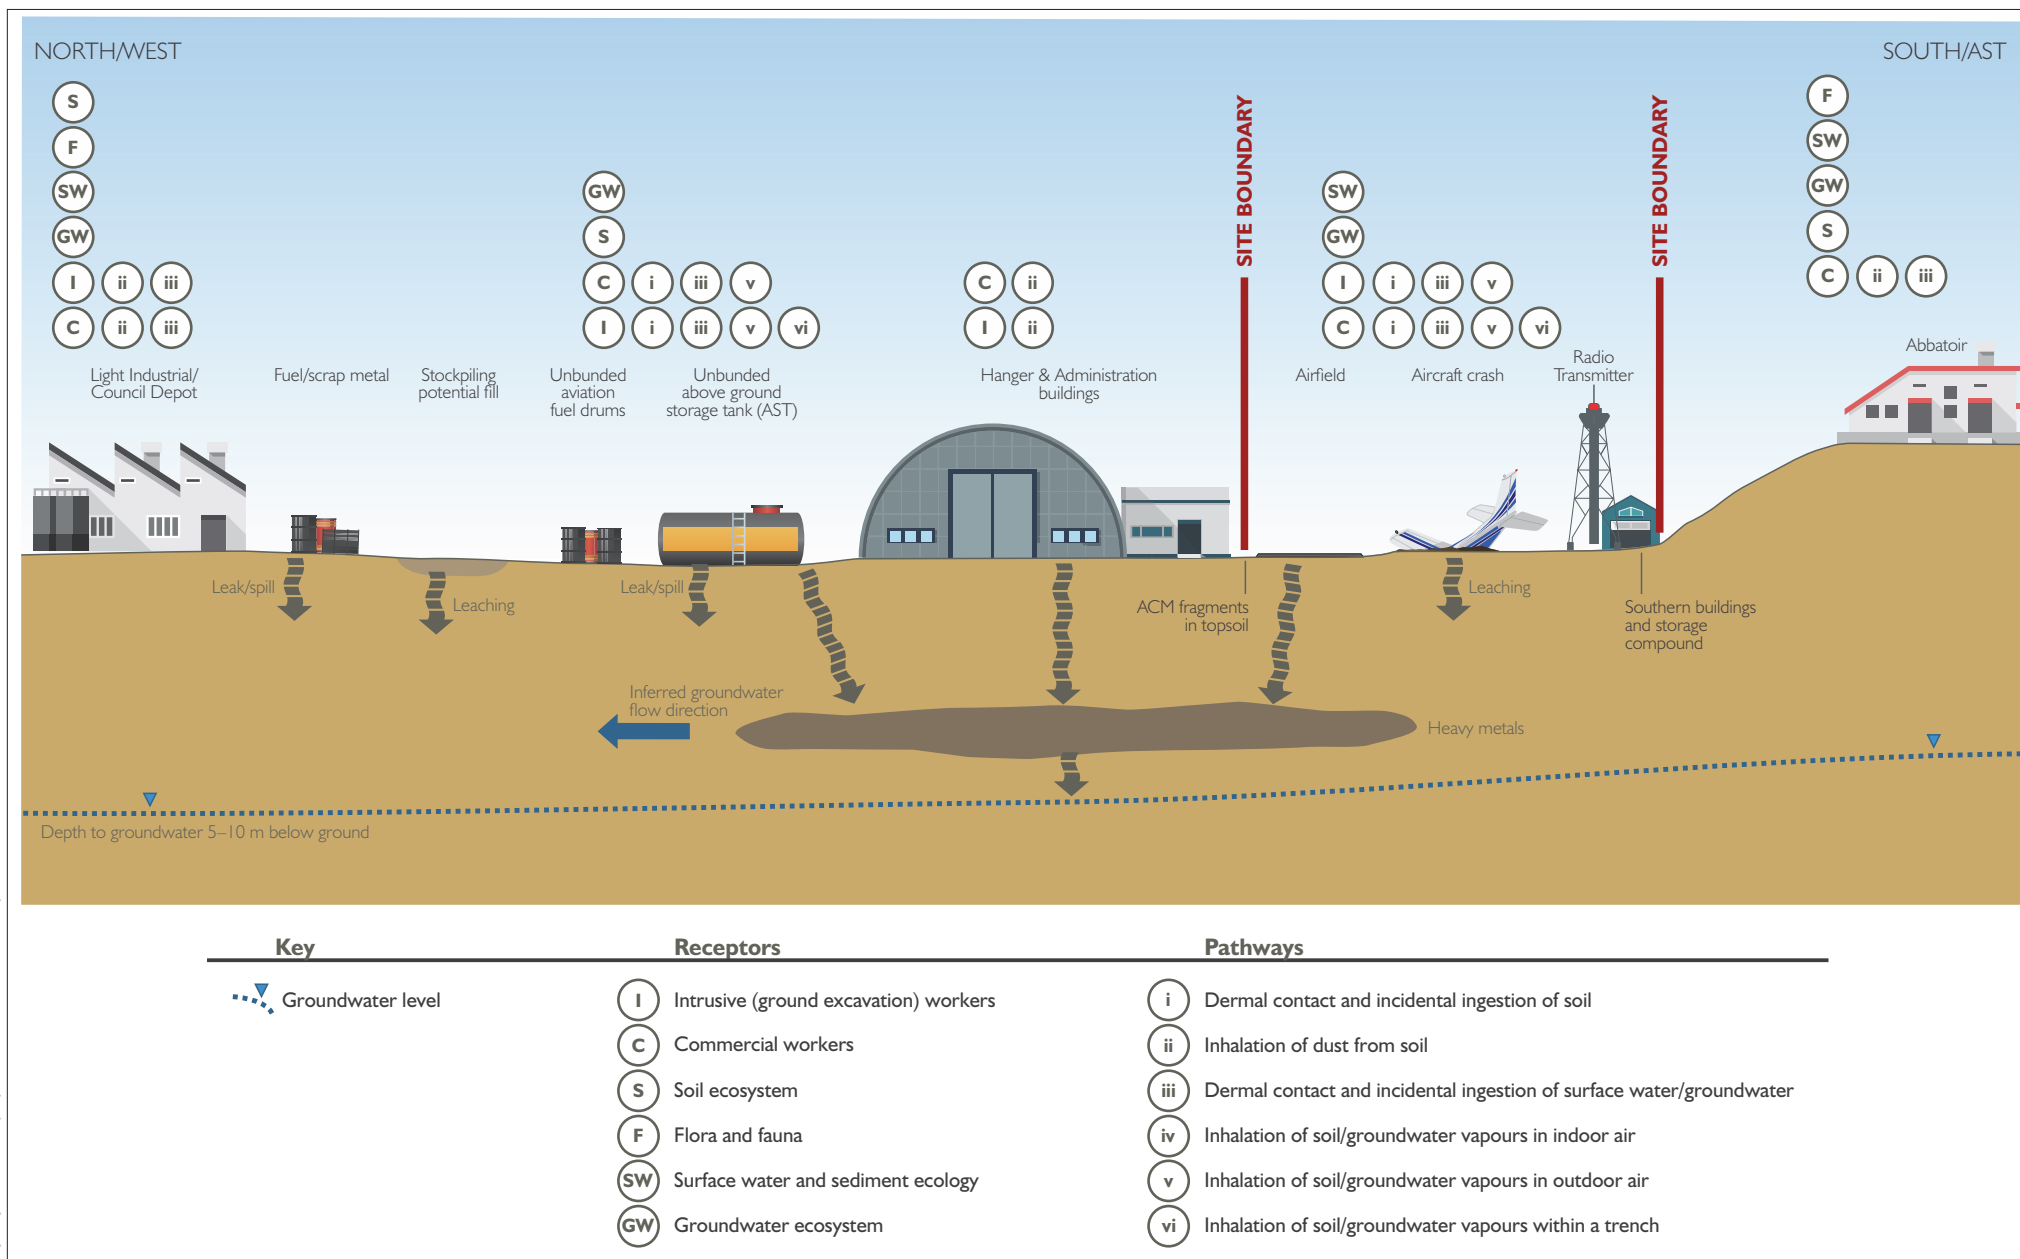 NORTH/WEST
SOUTH/AST
S
F
SW
GW
I ii iii
C ii iii
GW
S
C i iii v
I i iii v vi
C ii
I ii
SITE BOUNDARY
SW
GW
I i iii v
C i iii v vi
SITE BOUNDARY
F
SW
GW
S
C ii iii
Light Industrial/
Council Depot
Fuel/scrap metal
Stockpiling
potential fill
Unbunded
aviation
fuel drums
Unbunded
above ground
storage tank (AST)
Hanger & Administration
buildings
Airfield
Aircraft crash
Radio
Transmitter
Abbatoir
Leak/spill
Leaching
Leak/spill
ACM fragments
in topsoil
Leaching
Southern buildings
and storage
compound
Inferred groundwater
flow direction
Heavy metals
Depth to groundwater 5–10 m below ground
Key
Groundwater level
Receptors
I Intrusive (ground excavation) workers
C Commercial workers
S Soil ecosystem
F Flora and fauna
SW Surface water and sediment ecology
GW Groundwater ecosystem
Pathways
i Dermal contact and incidental ingestion of soil
ii Inhalation of dust from soil
iii Dermal contact and incidental ingestion of surface water/groundwater
iv Inhalation of soil/groundwater vapours in indoor air
v Inhalation of soil/groundwater vapours in outdoor air
vi Inhalation of soil/groundwater vapours within a trench